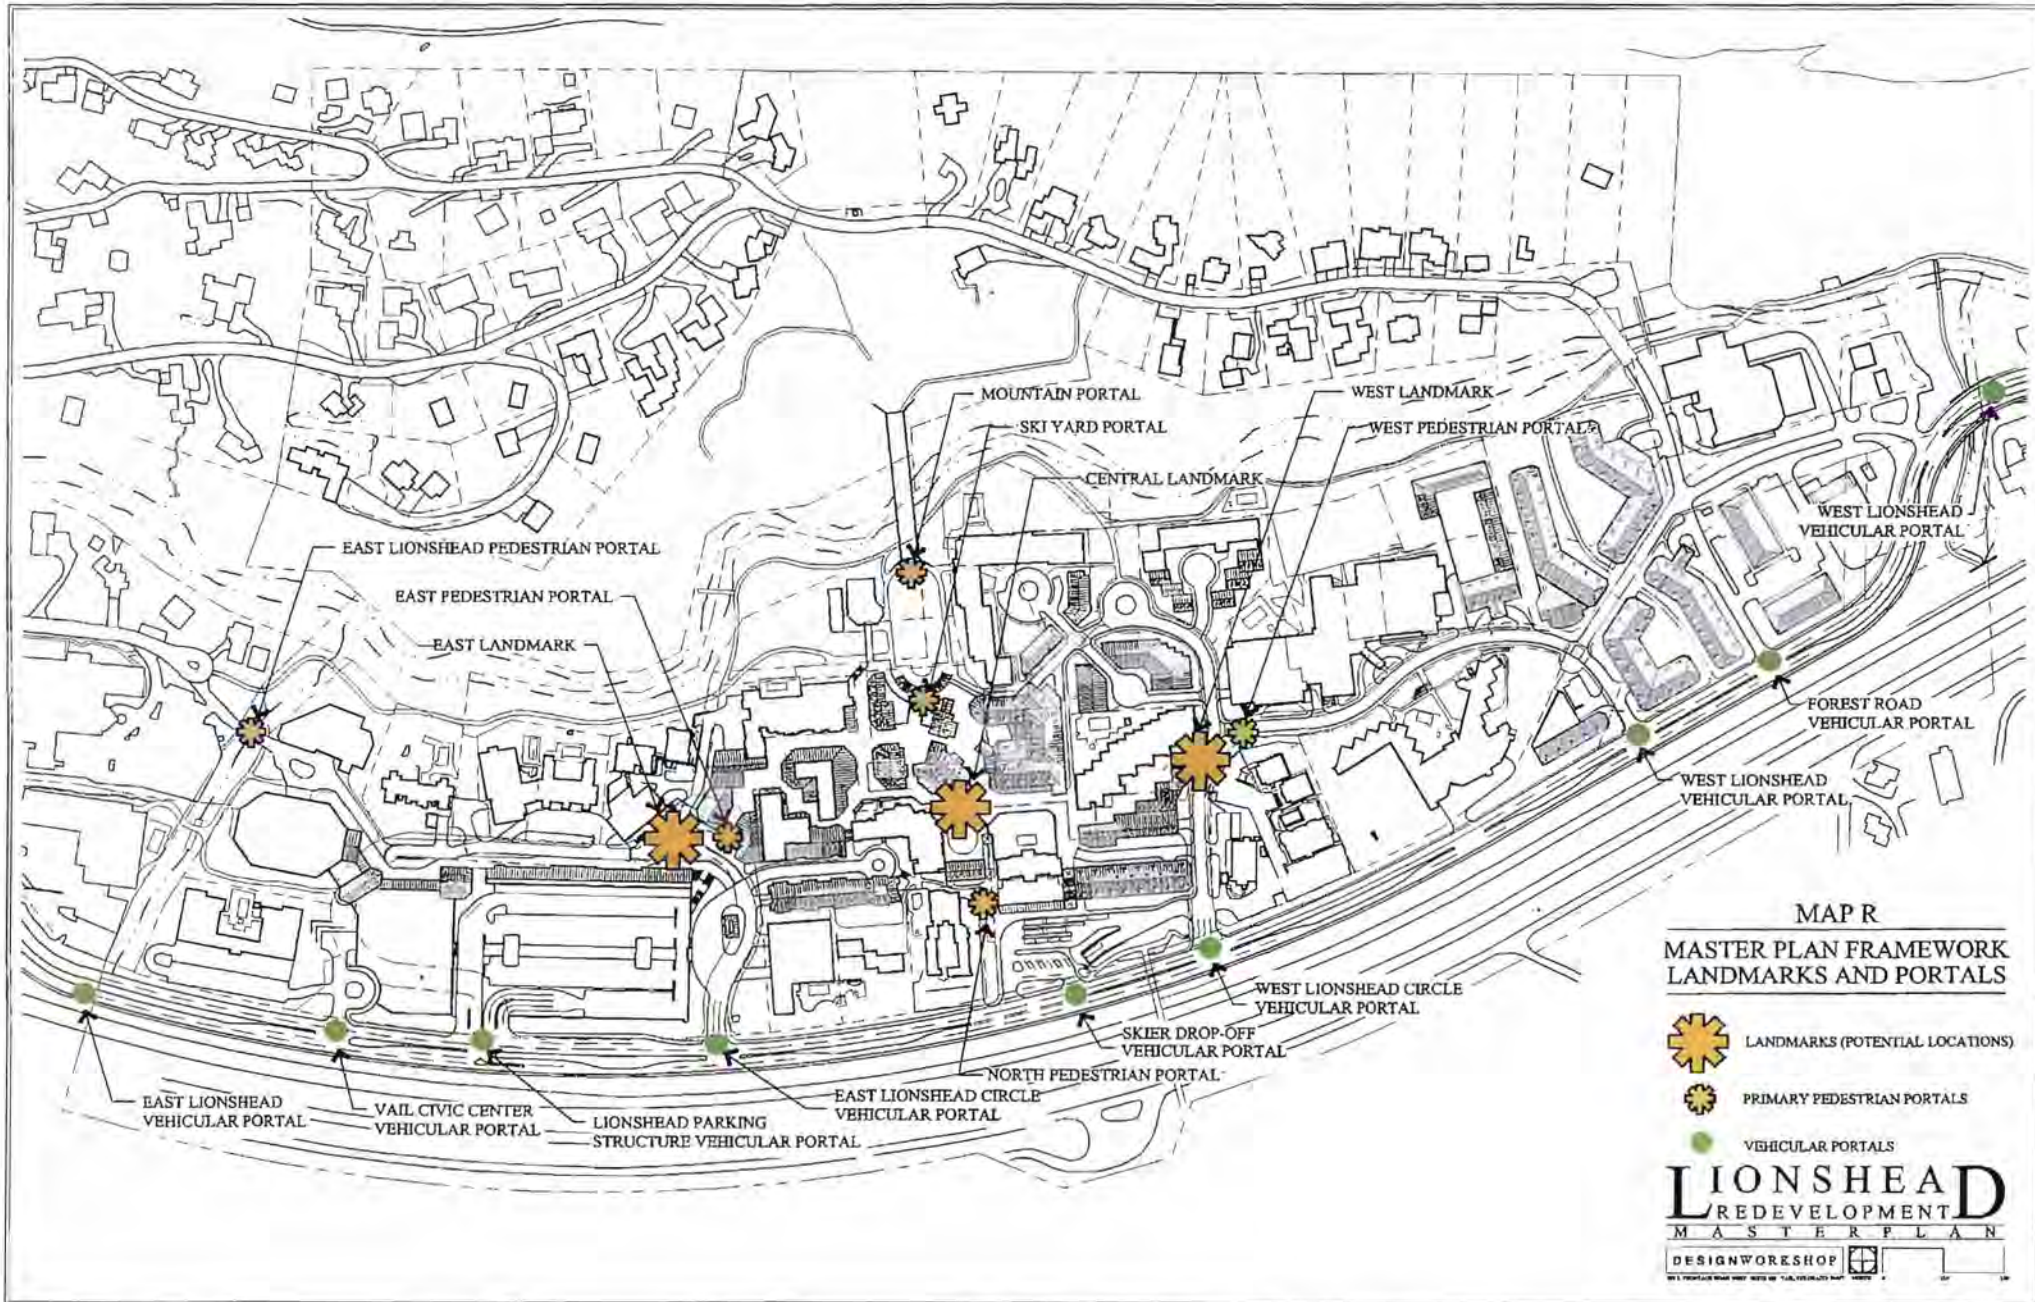 MOUNTAIN PORTAL
WEST LANDMARK
SKI YARD PORTAL
WEST PEDESTRIAN PORTAL
CENTRAL LANDMARK
WEST LIONSHEAD
VEHICULAR PORTAL
EAST LIONSHEAD PEDESTRIAN PORTAL
EAST PEDESTRIAN PORTAL
EAST LANDMARK
FOREST ROAD
VEHICULAR PORTAL
WEST LIONSHEAD
VEHICULAR PORTAL
WEST LIONSHEAD CIRCLE
VEHICULAR PORTAL
SKIER DROP-OFF
VEHICULAR PORTAL
NORTH PEDESTRIAN PORTAL
EAST LIONSHEAD CIRCLE
VEHICULAR PORTAL
EAST LIONSHEAD
VEHICULAR PORTAL
VAIL CIVIC CENTER
VEHICULAR PORTAL
LIONSHEAD PARKING
STRUCTURE VEHICULAR PORTAL
MAP R
MASTER PLAN FRAMEWORK
LANDMARKS AND PORTALS
LANDMARKS (POTENTIAL LOCATIONS)
PRIMARY PEDESTRIAN PORTALS
VEHICULAR PORTALS
LIONSHEAD
REDEVELOPMENT
MASTER PLAN
DESIGNWORKSHOP